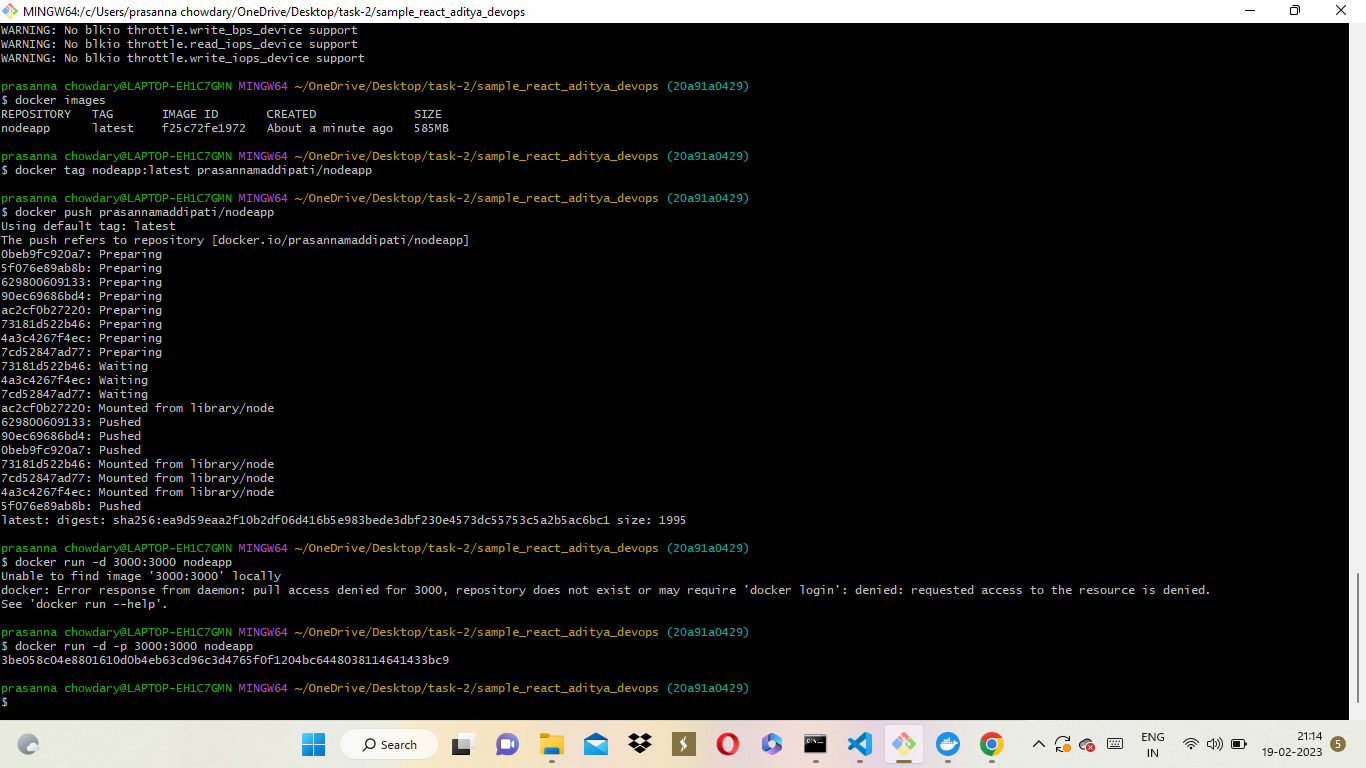 MINGW64:/c/Users/prasanna chowdary/OneDrive/Desktop/task-2/sample_react_aditya_devops
WARNING: No blkio throttle.write_bps_device support
WARNING: No blkio throttle.read_iops_device support
WARNING: No blkio throttle.write_iops_device support
prasanna chowdary@LAPTOP-EH1C7GMN MINGW64 ~/OneDrive/Desktop/task-2/sample_react_aditya_devops (20a91a0429)
$ docker images
REPOSITORY TAG IMAGE ID CREATED SIZE
nodeapp latest f25c72fe1972 About a minute ago 585MB
prasanna chowdary@LAPTOP-EH1C7GMN MINGW64 ~/OneDrive/Desktop/task-2/sample_react_aditya_devops (20a91a0429)
$ docker tag nodeapp:latest prasannamaddipati/nodeapp
prasanna chowdary@LAPTOP-EH1C7GMN MINGW64 ~/OneDrive/Desktop/task-2/sample_react_aditya_devops (20a91a0429)
$ docker push prasannamaddipati/nodeapp
Using default tag: latest
The push refers to repository [docker.io/prasannamaddipati/nodeapp]
0beb9fc920a7: Preparing
5f076e89ab8b: Preparing
629800609133: Preparing
90ec69686bd4: Preparing
ac2cf0b27220: Preparing
73181d522b46: Preparing
4a3c4267f4ec: Preparing
7cd52847ad77: Preparing
73181d522b46: Waiting
4a3c4267f4ec: Waiting
7cd52847ad77: Waiting
ac2cf0b27220: Mounted from library/node
629800609133: Pushed
90ec69686bd4: Pushed
0beb9fc920a7: Pushed
73181d522b46: Mounted from library/node
7cd52847ad77: Mounted from library/node
4a3c4267f4ec: Mounted from library/node
5f076e89ab8b: Pushed
latest: digest: sha256:ea9d59eaa2f10b2df06d416b5e983bede3dbf230e4573dc55753c5a2b5ac6bc1 size: 1995
prasanna chowdary@LAPTOP-EH1C7GMN MINGW64 ~/OneDrive/Desktop/task-2/sample_react_aditya_devops (20a91a0429)
$ docker run -d 3000:3000 nodeapp
Unable to find image '3000:3000' locally
docker: Error response from daemon: pull access denied for 3000, repository does not exist or may require 'docker login': denied: requested access to the resource is denied.
See 'docker run --help'.
prasanna chowdary@LAPTOP-EH1C7GMN MINGW64 ~/OneDrive/Desktop/task-2/sample_react_aditya_devops (20a91a0429)
$ docker run -d -p 3000:3000 nodeapp
3be058c04e8801610d0b4eb63cd96c3d4765f0f1204bc6448038114641433bc9
prasanna chowdary@LAPTOP-EH1C7GMN MINGW64 ~/OneDrive/Desktop/task-2/sample_react_aditya_devops (20a91a0429)
$
Search
ENG
IN
21:14
19-02-2023
5